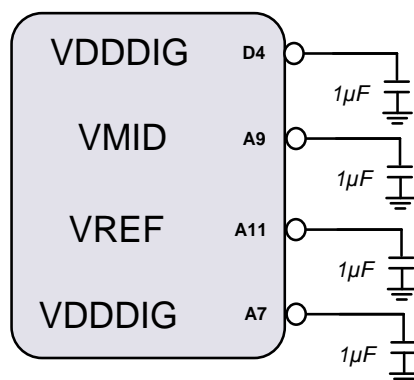 VDDDIG D4
1µF
VMID A9
1µF
VREF A11
1µF
VDDDIG A7
1µF